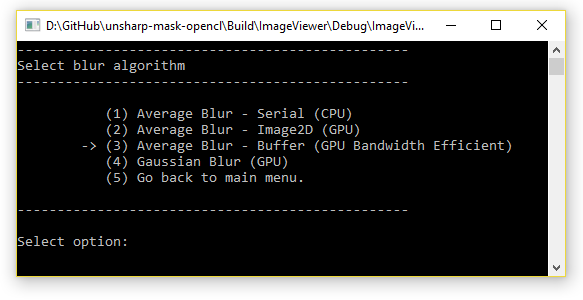 D:\GitHub\unsharp-mask-opencl\Build\ImageViewer\Debug\ImageVi...
-------------------------------------------------
Select blur algorithm
-------------------------------------------------
(1) Average Blur - Serial (CPU)
(2) Average Blur - Image2D (GPU)
-> (3) Average Blur - Buffer (GPU Bandwidth Efficient)
(4) Gaussian Blur (GPU)
(5) Go back to main menu.
-------------------------------------------------
Select option: